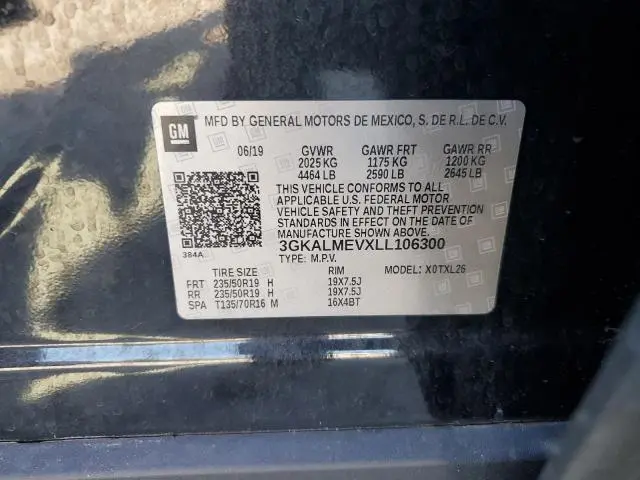 GM
MFD BY GENERAL MOTORS DE MEXICO, S. DE R.L. DE C.V.
06/19 GVWR GAWR FRT GAWR RR
2025 KG 1175 KG 1200 KG
4464 LB 2590 LB 2645 LB
THIS VEHICLE CONFORMS TO ALL
APPLICABLE U.S. FEDERAL MOTOR
VEHICLE SAFETY AND THEFT PREVENTION
STANDARDS IN EFFECT ON THE DATE OF
MANUFACTURE SHOWN ABOVE.
384A 3GKALMEVXLL106300
TYPE: M.P.V. MODEL: X0TXL26
TIRE SIZE RIM
FRT 235/50R19 H 19X7.5J
RR 235/50R19 H 19X7.5J
SPA T135/70R16 M 16X4BT